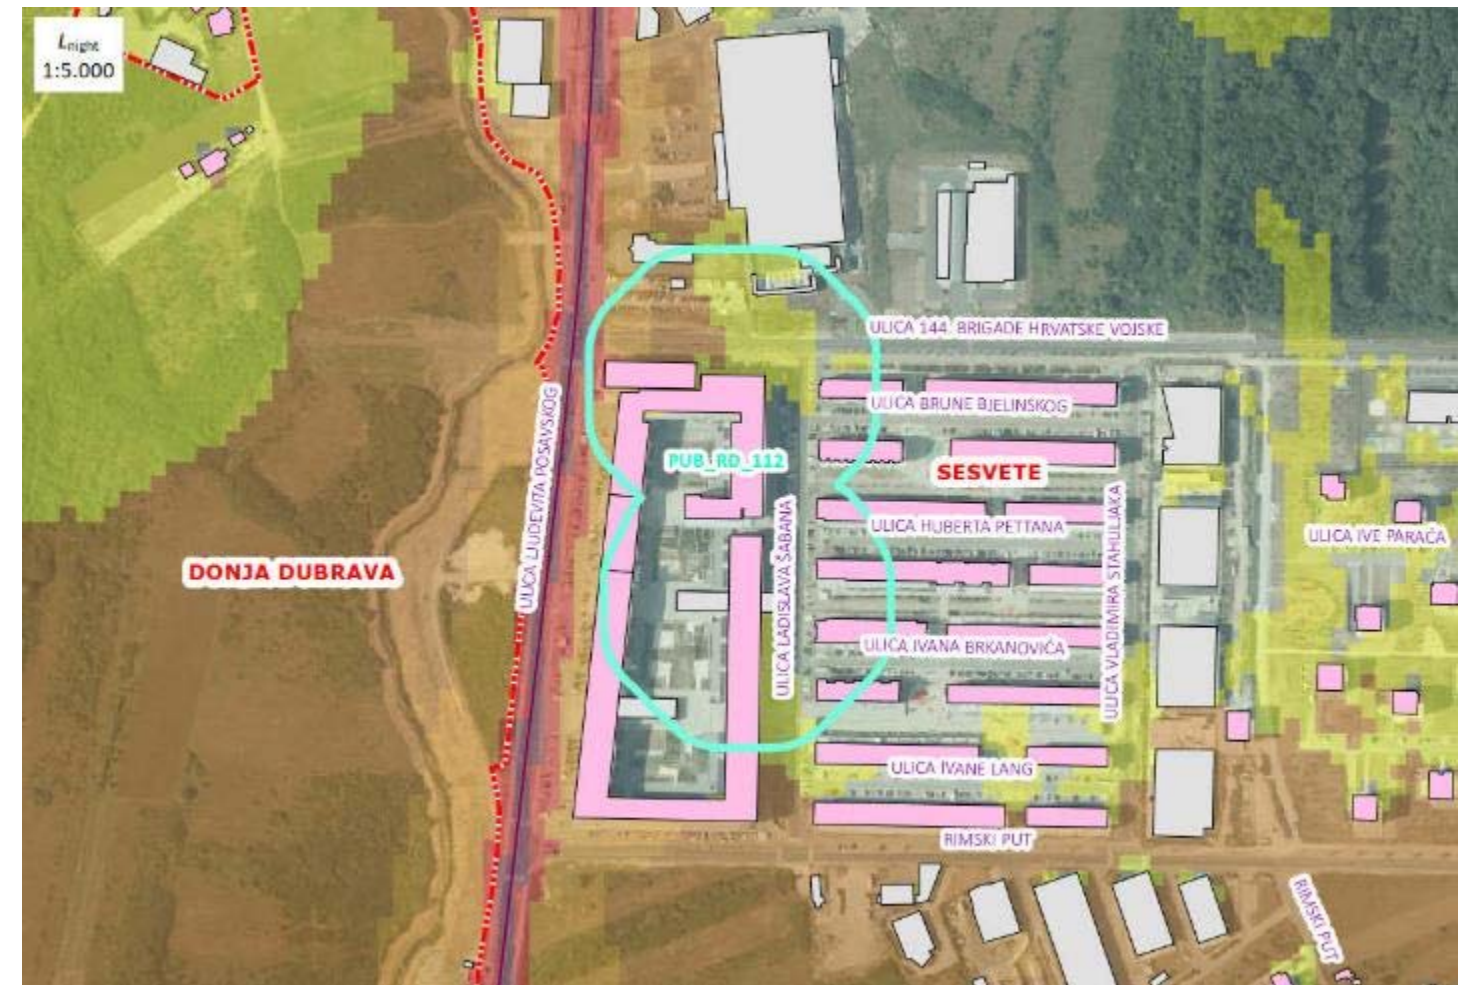 Lnight
1:5.000
ULICA 144. BRIGADE HRVATSKE VOJSKE
ULICA BRUNE BJELINSKOG
PUB_RD_112
SESVETE
ULICA LJUDEVITA POSAVSKOG
ULICA HUBERTA PETTANA
ULICA IVE PARAĆA
DONJA DUBRAVA
ULICA LADISLAVA ŠABANA
ULICA VLADIMIRA STAHULJAKA
ULICA IVANA BRKANOVIĆA
ULICA IVANE LANG
RIMSKI PUT
RIMSKI PUT